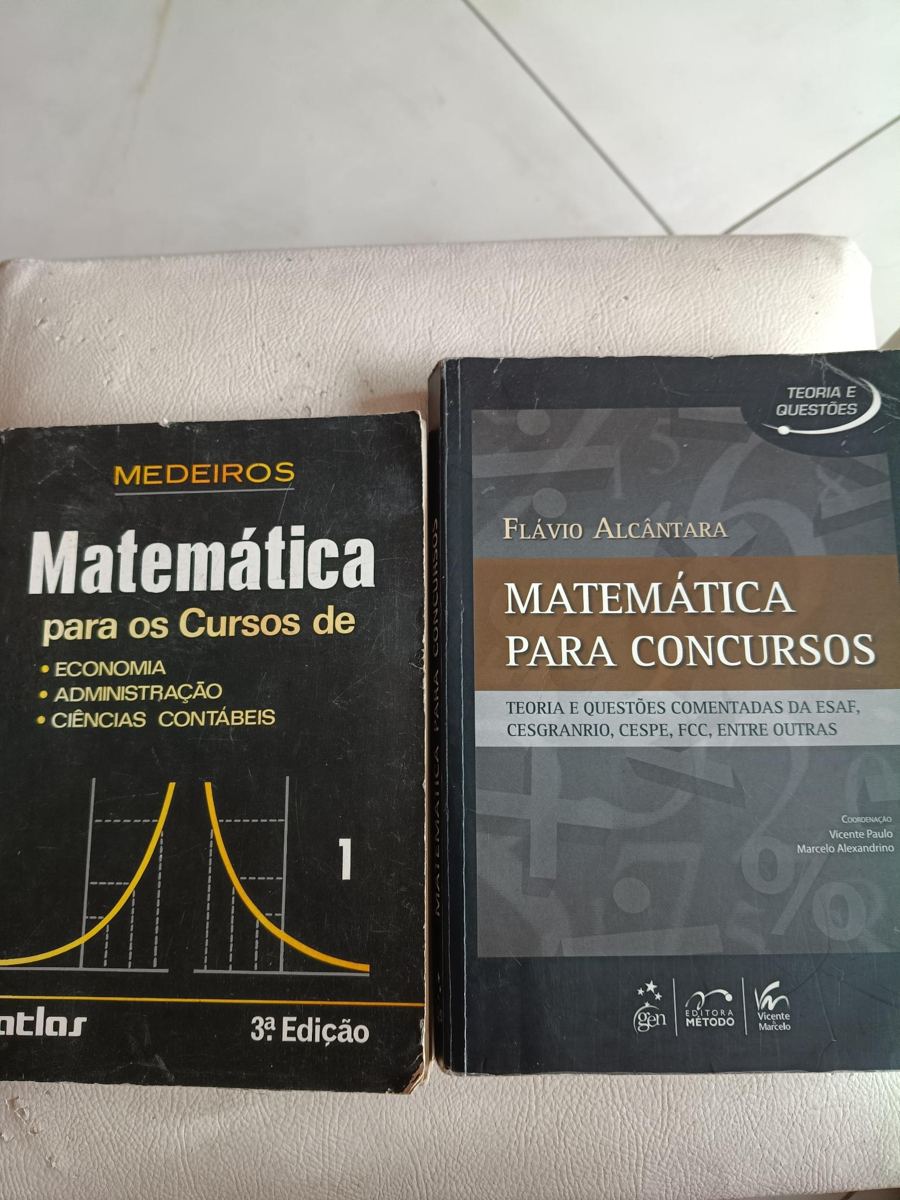 MEDEIROS
Matemática
para os Cursos de
• ECONOMIA
• ADMINISTRAÇÃO
• CIÊNCIAS CONTÁBEIS
1
atlas
3ª Edição
MATEMÁTICA PARA CONCURSOS
TEORIA E
QUESTÕES
FLÁVIO ALCÂNTARA
MATEMÁTICA
PARA CONCURSOS
TEORIA E QUESTÕES COMENTADAS DA ESAF,
CESGRANRIO, CESPE, FCC, ENTRE OUTRAS
COORDENAÇÃO
Vicente Paulo
Marcelo Alexandrino
gen
EDITORA
MÉTODO
Vicente
& Marcelo